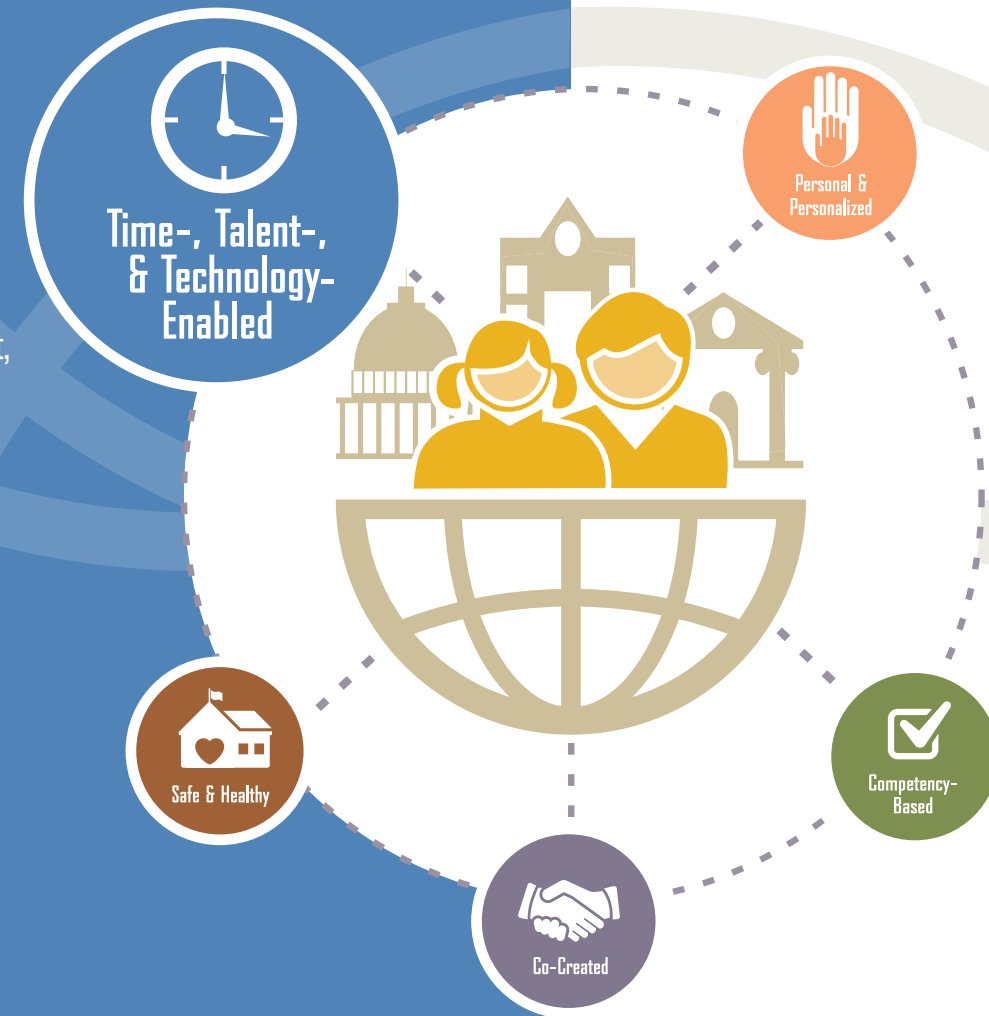 Time-, Talent-,
& Technology-
Enabled
Personal &
Personalized
Safe & Healthy
Competency-
Based
Co-Created